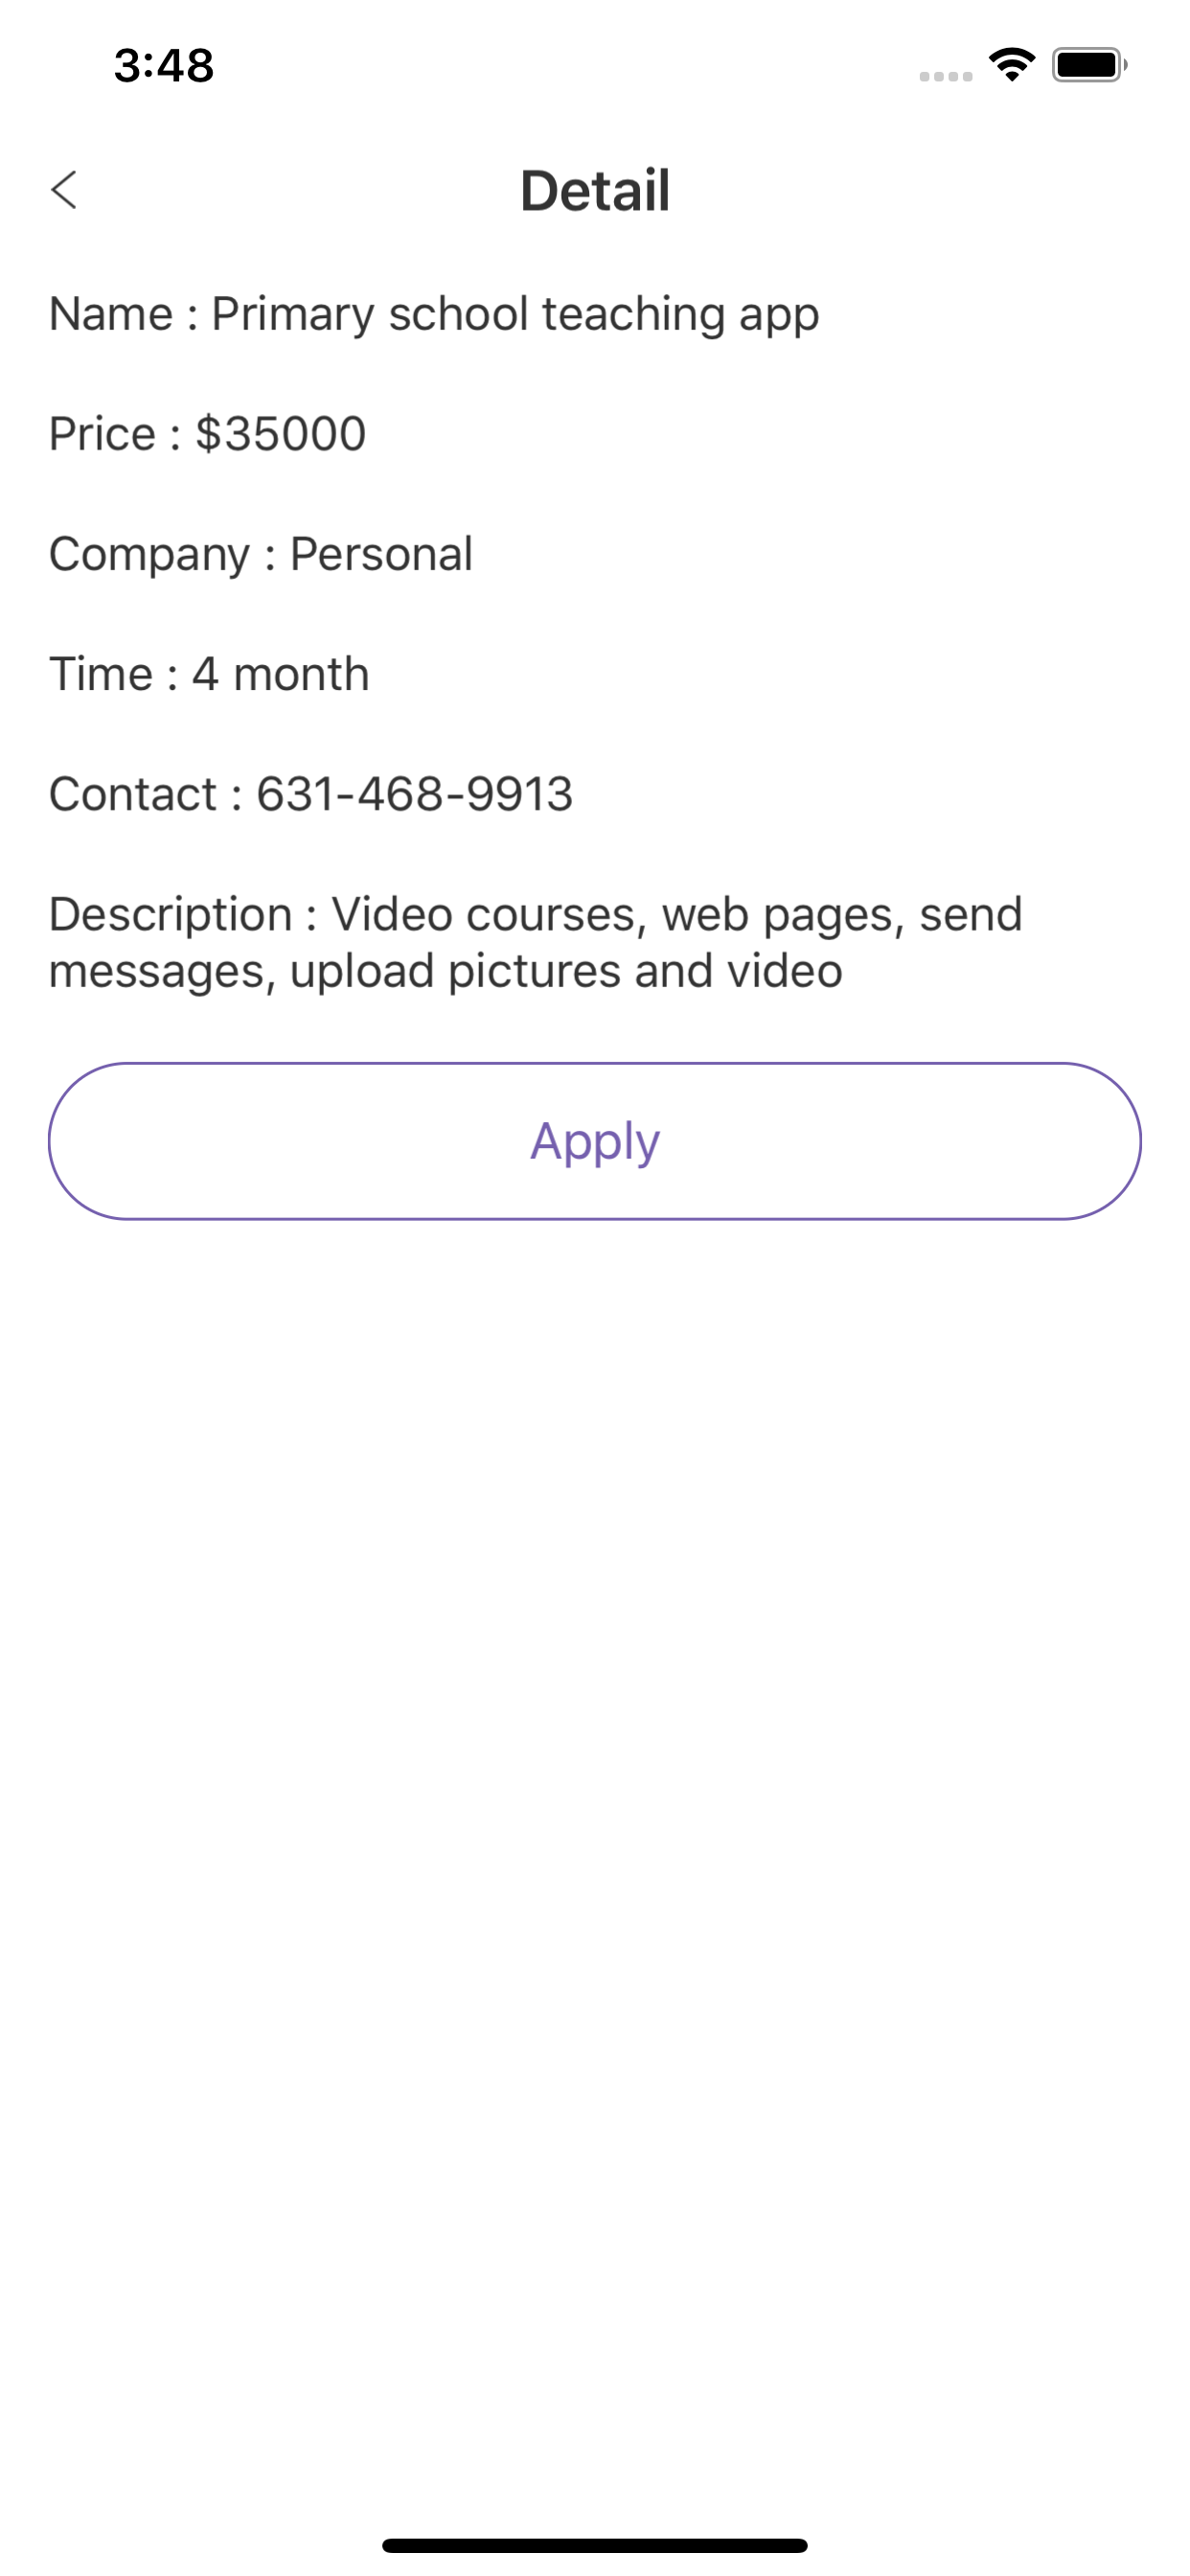 3:48
Detail
Name : Primary school teaching app
Price : $35000
Company : Personal
Time : 4 month
Contact : 631-468-9913
Description : Video courses, web pages, send
messages, upload pictures and video
Apply